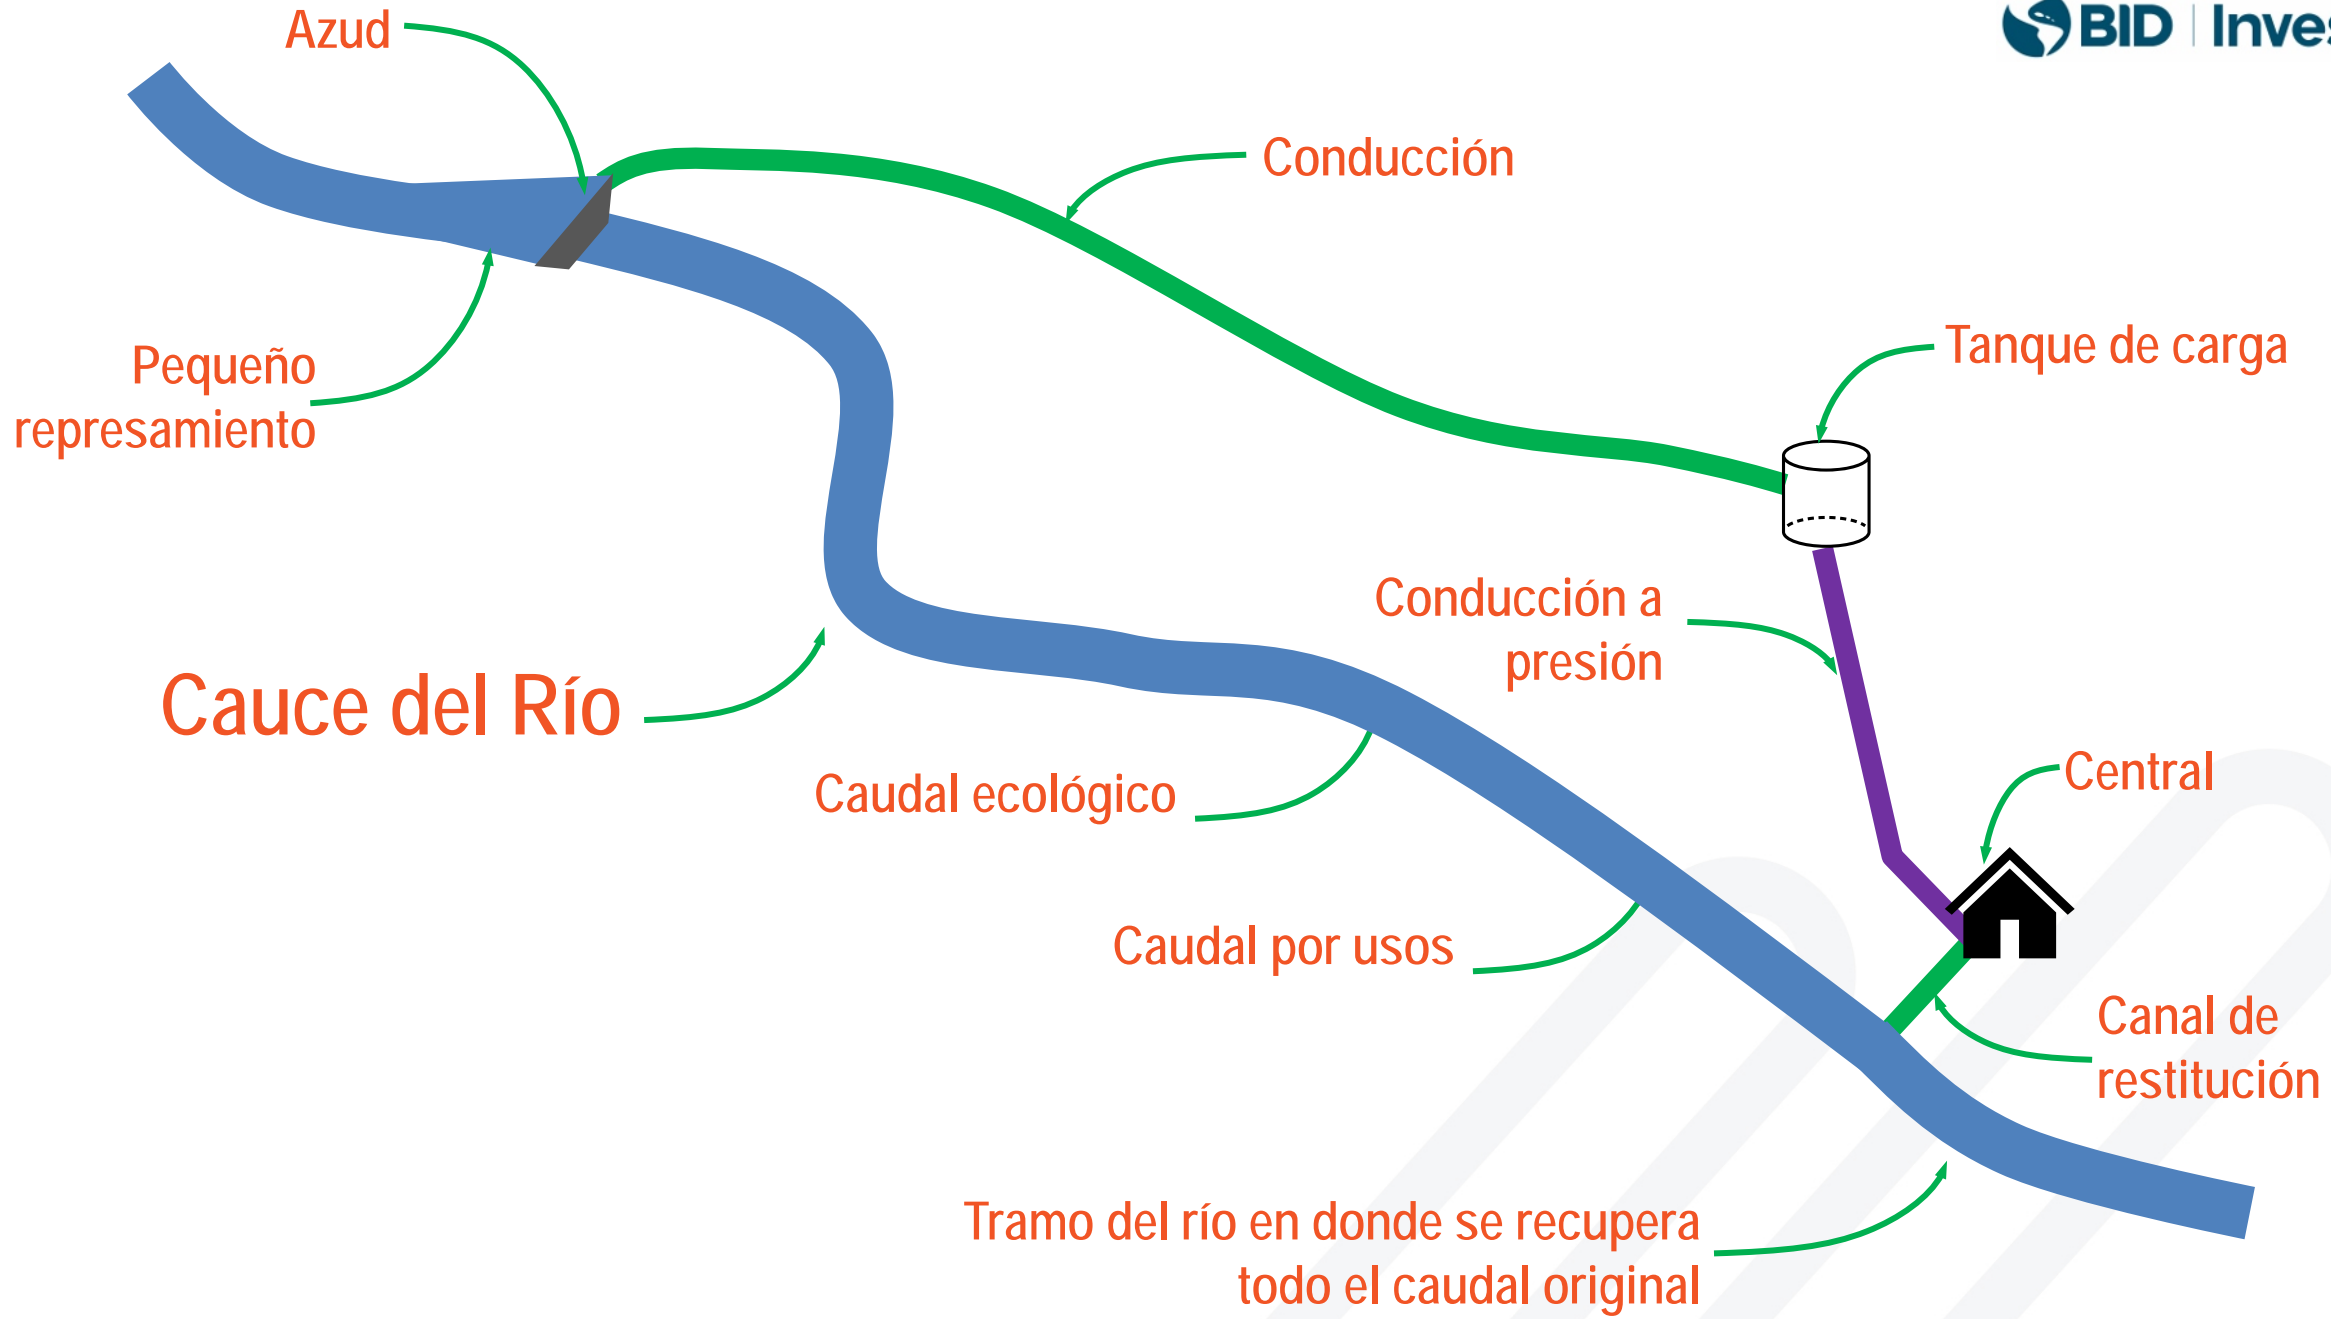 Azud
BID | Inves
Conducción
Pequeño
represamiento
Tanque de carga
Conducción a
presión
Cauce del Río
Caudal ecológico
Central
Caudal por usos
Canal de
restitución
Tramo del río en donde se recupera
todo el caudal original